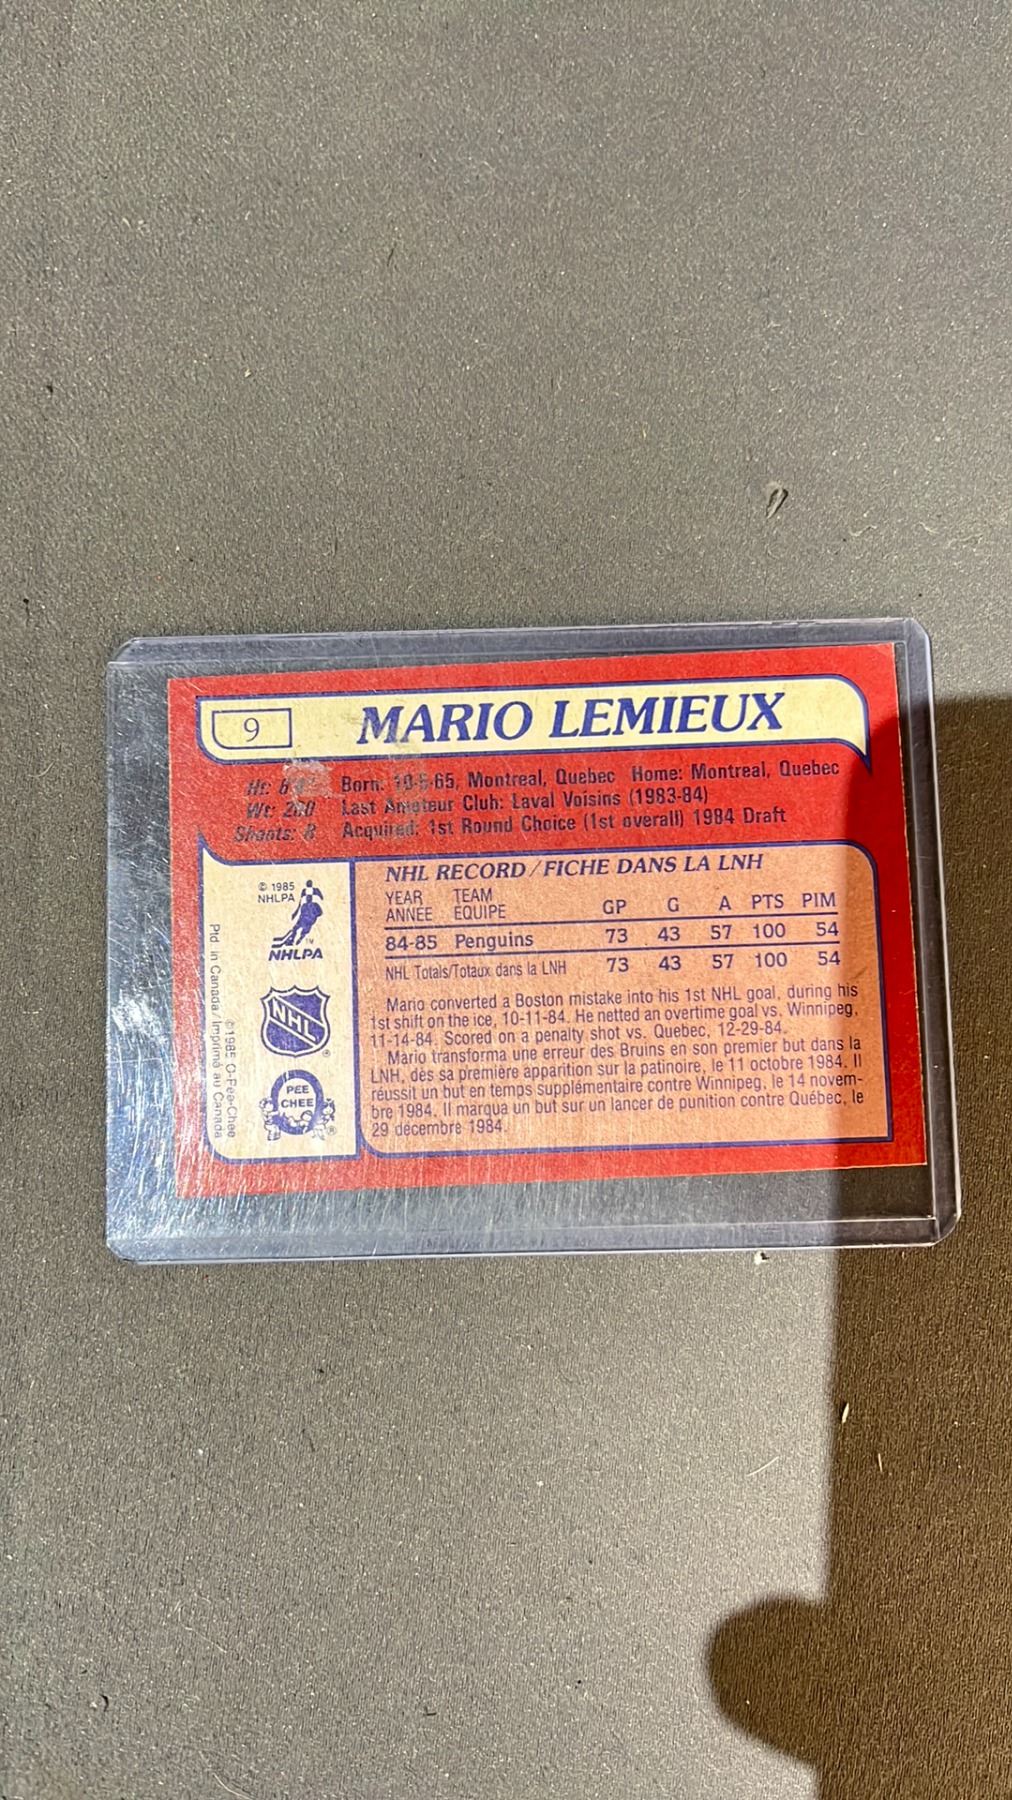 9 MARIO LEMIEUX
Ht: Born: 10-5-65, Montreal, Quebec Home: Montreal, Quebec
Wt: 200 Last Amateur Club: Laval Voisins (1983-84)
Shoots: R Acquired: 1st Round Choice (1st overall) 1984 Draft
© 1985
NHLPA
TM
NHLPA
NHL
®
PEE
CHEE
®
©1985 O-Pee-Chee
Ptd. in Canada/Imprimé au Canada
NHL RECORD/FICHE DANS LA LNH
YEAR TEAM
ANNEE EQUIPE GP G A PTS PIM
84-85 Penguins 73 43 57 100 54
NHL Totals/Totaux dans la LNH 73 43 57 100 54
Mario converted a Boston mistake into his 1st NHL goal, during his
1st shift on the ice, 10-11-84. He netted an overtime goal vs. Winnipeg,
11-14-84. Scored on a penalty shot vs. Quebec, 12-29-84.
Mario transforma une erreur des Bruins en son premier but dans la
LNH, dès sa première apparition sur la patinoire, le 11 octobre 1984. Il
réussit un but en temps supplémentaire contre Winnipeg, le 14 novem-
bre 1984. Il marqua un but sur un lancer de punition contre Québec, le
29 décembre 1984.